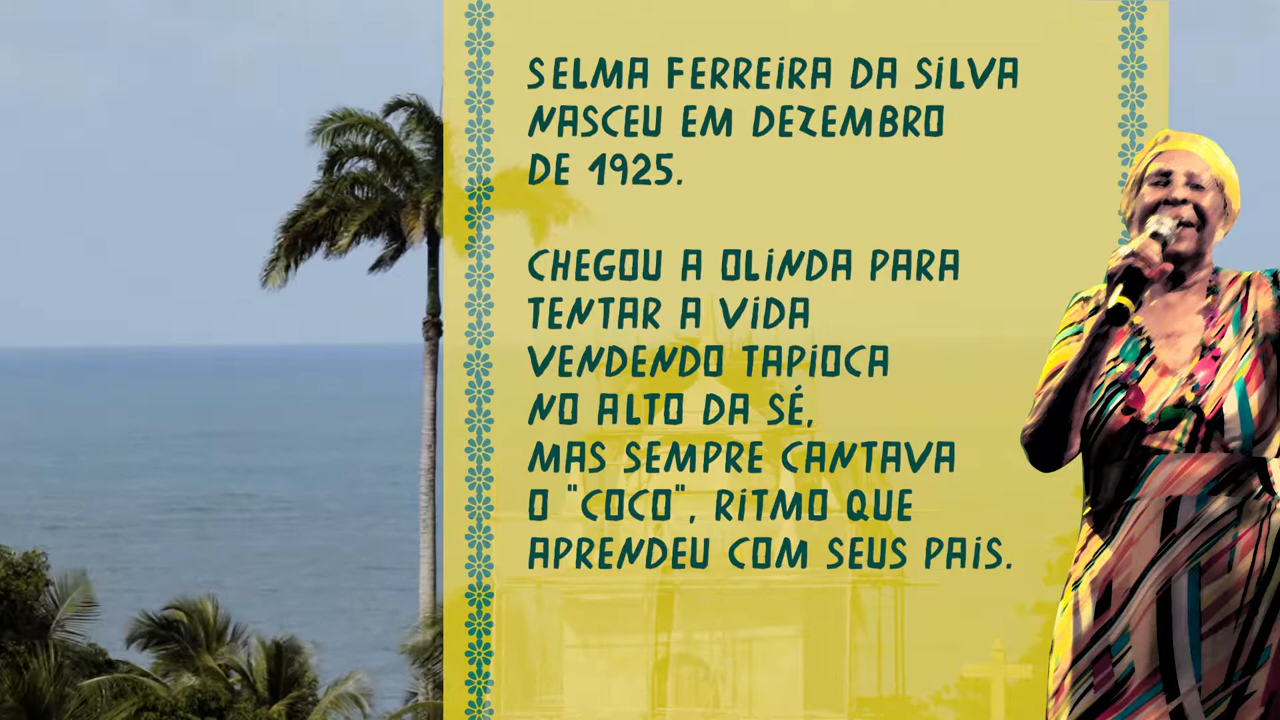 SELMA FERREIRA DA SILVA
NASCEU EM DEZEMBRO
DE 1925.
CHEGOU A OLINDA PARA
TENTAR A VIDA
VENDENDO TAPIOCA
NO ALTO DA SÉ,
MAS SEMPRE CANTAVA
O "COCO", RITMO QUE
APRENDEU COM SEUS PAIS.